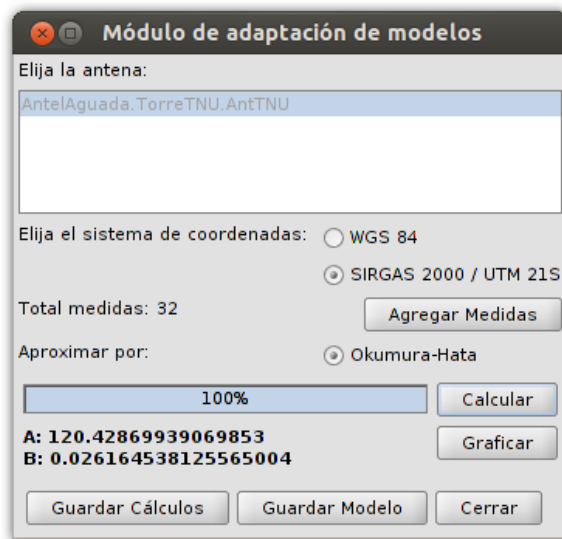 Módulo de adaptación de modelos
Elija la antena:
AntelAguada.TorreTNU.AntTNU
Elija el sistema de coordenadas:
WGS 84
SIRGAS 2000 / UTM 21S
Total medidas: 32
Agregar Medidas
Aproximar por:
Okumura-Hata
100%
Calcular
A: 120.42869939069853
B: 0.026164538125565004
Graficar
Guardar Cálculos
Guardar Modelo
Cerrar